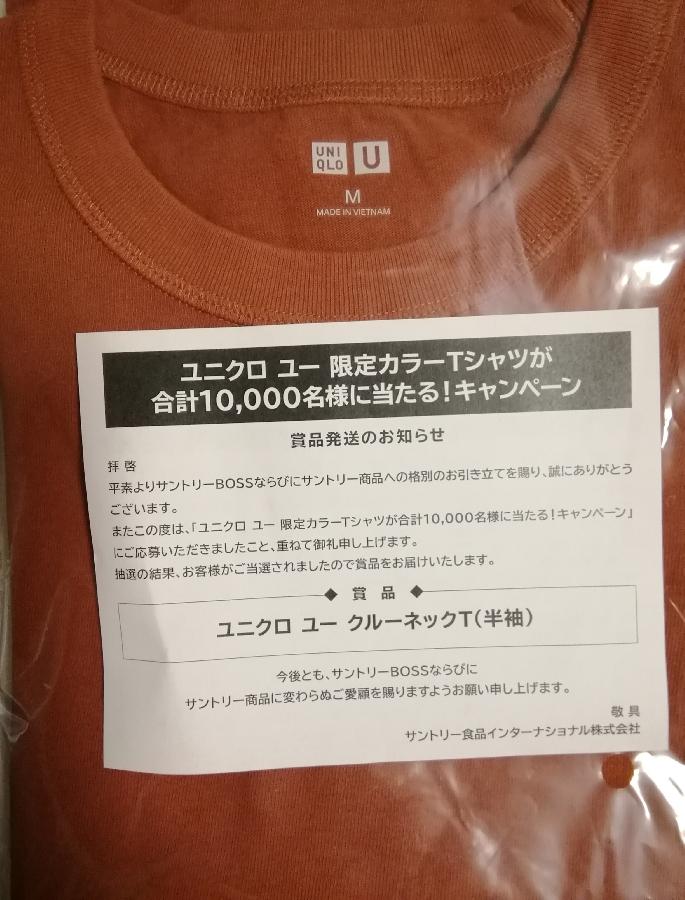 UNI
QLO
U
M
MADE IN VIETNAM
ユニクロ ユー 限定カラーTシャツが
合計10,000名様に当たる!キャンペーン
賞品発送のお知らせ
拝 啓
平素よりサントリーBOSSならびにサントリー商品への格別のお引き立てを賜り、誠にありがとう
ございます。
またこの度は、「ユニクロ ユー 限定カラーTシャツが合計10,000名様に当たる!キャンペーン」
にご応募いただきましたこと、重ねて御礼申し上げます。
抽選の結果、お客様がご当選されましたので賞品をお届けいたします。
◆ 賞 品 ◆
ユニクロ ユー クルーネックT(半袖)
今後とも、サントリーBOSSならびに
サントリー商品に変わらぬご愛顧を賜りますようお願い申し上げます。
敬 具
サントリー食品インターナショナル株式会社